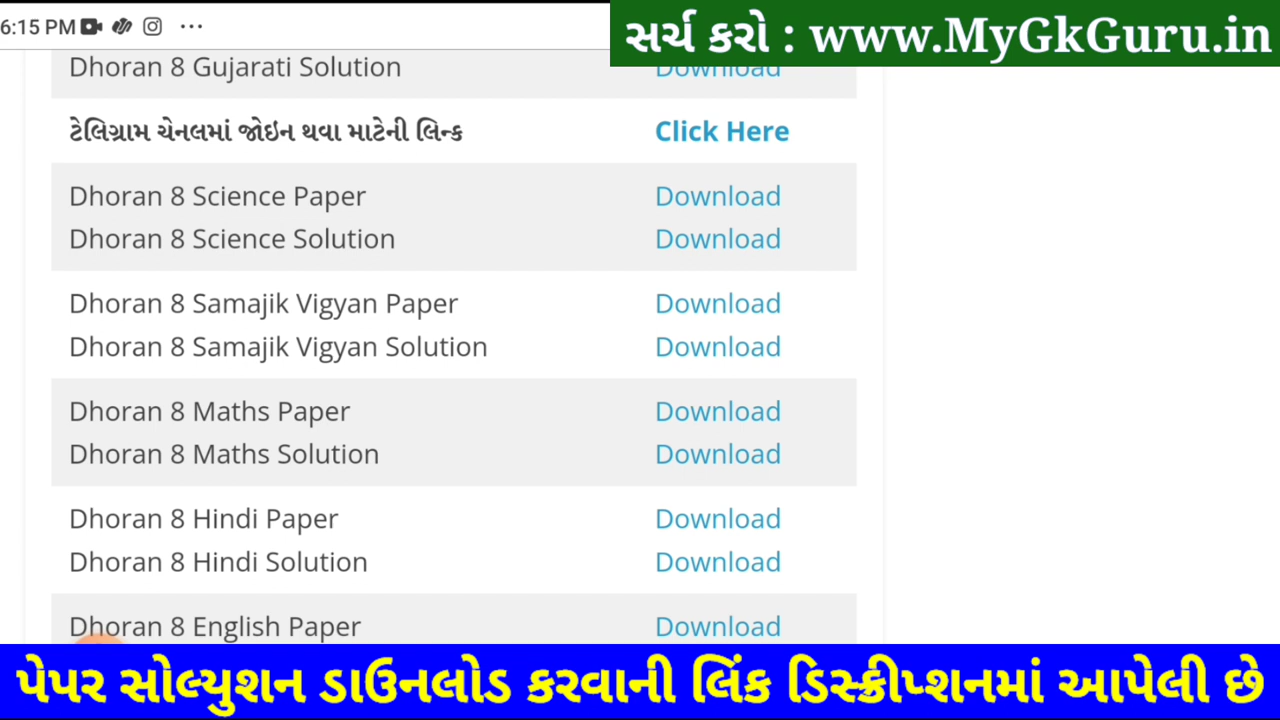 6:15 PM
સર્ચ કરો : www.MyGkGuru.in
Dhoran 8 Gujarati Solution Download
ટેલિગ્રામ ચેનલમાં જોઇન થવા માટેની લિન્ક Click Here
Dhoran 8 Science Paper Download
Dhoran 8 Science Solution Download
Dhoran 8 Samajik Vigyan Paper Download
Dhoran 8 Samajik Vigyan Solution Download
Dhoran 8 Maths Paper Download
Dhoran 8 Maths Solution Download
Dhoran 8 Hindi Paper Download
Dhoran 8 Hindi Solution Download
Dhoran 8 English Paper Download
પેપર સોલ્યુશન ડાઉનલોડ કરવાની લિંક ડિસ્ક્રીપ્શનમાં આપેલી છે